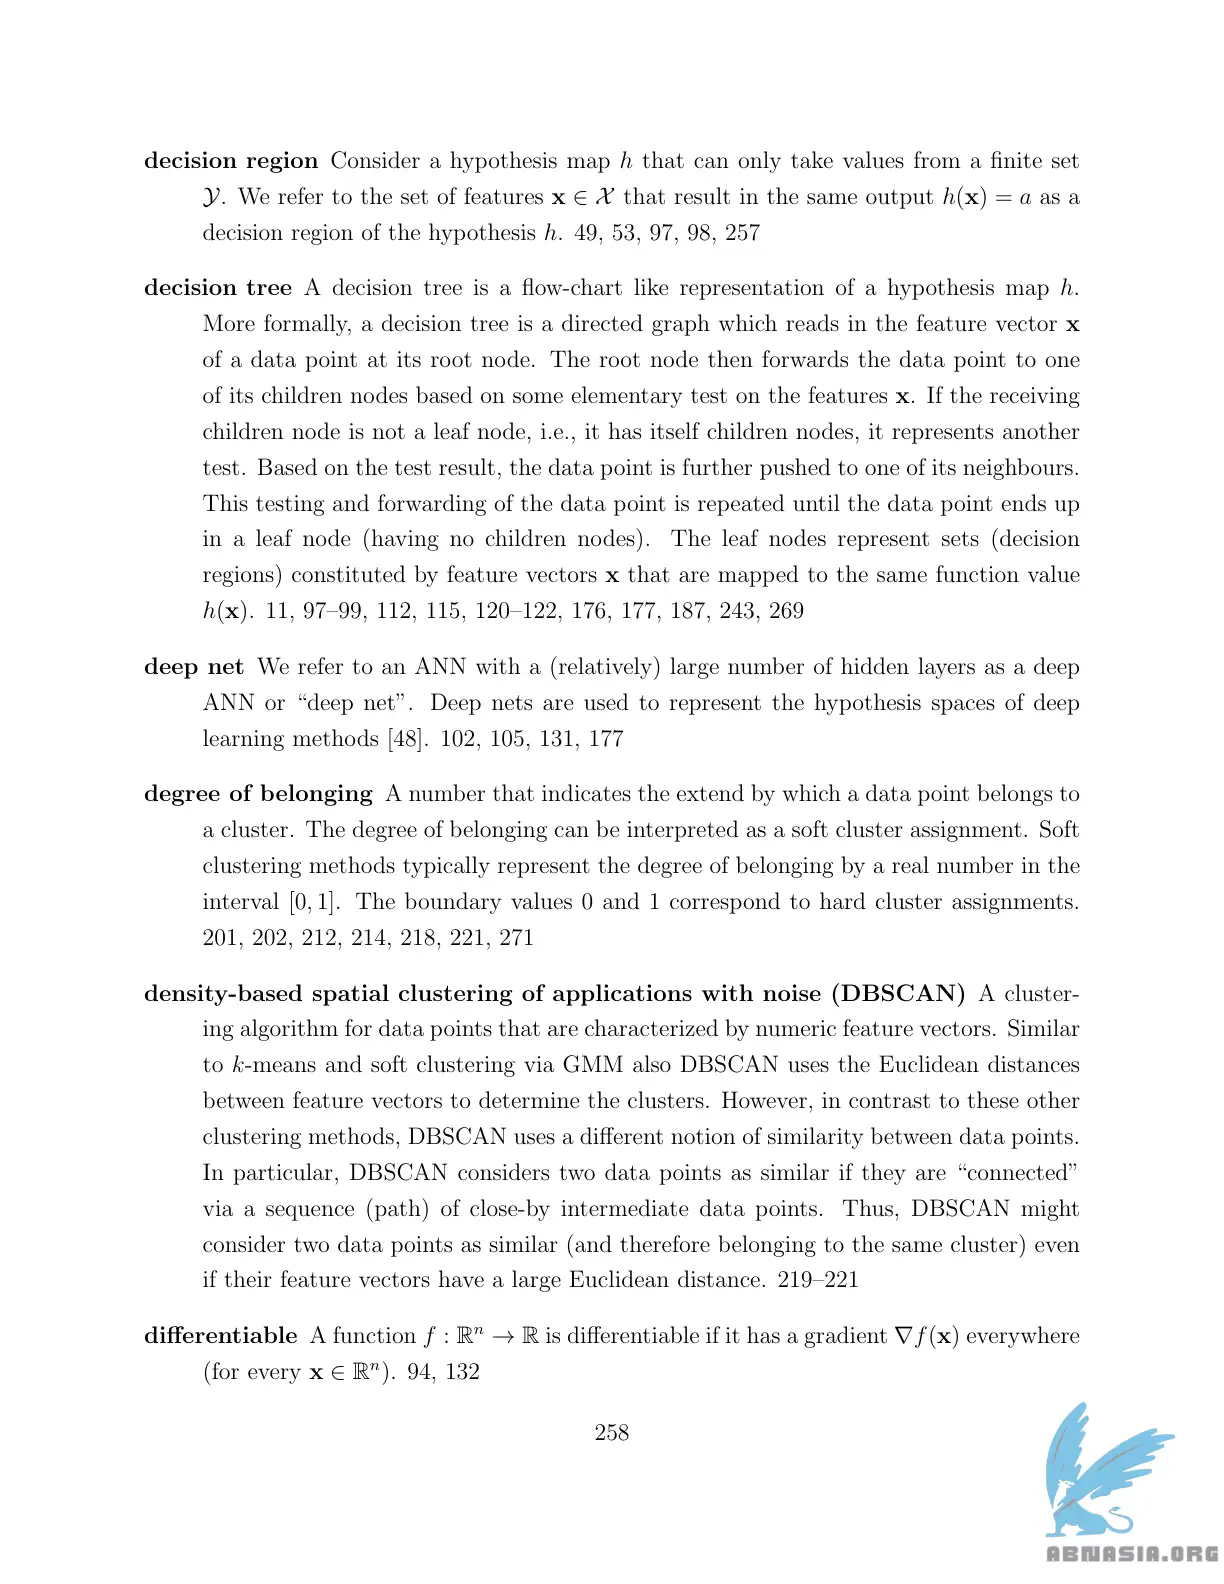 decision region Consider a hypothesis map h that can only take values from a finite set
𝒴. We refer to the set of features x ∈ 𝒳 that result in the same output h(x) = a as a
decision region of the hypothesis h. 49, 53, 97, 98, 257
decision tree A decision tree is a flow-chart like representation of a hypothesis map h.
More formally, a decision tree is a directed graph which reads in the feature vector x
of a data point at its root node. The root node then forwards the data point to one
of its children nodes based on some elementary test on the features x. If the receiving
children node is not a leaf node, i.e., it has itself children nodes, it represents another
test. Based on the test result, the data point is further pushed to one of its neighbours.
This testing and forwarding of the data point is repeated until the data point ends up
in a leaf node (having no children nodes). The leaf nodes represent sets (decision
regions) constituted by feature vectors x that are mapped to the same function value
h(x). 11, 97–99, 112, 115, 120–122, 176, 177, 187, 243, 269
deep net We refer to an ANN with a (relatively) large number of hidden layers as a deep
ANN or “deep net”. Deep nets are used to represent the hypothesis spaces of deep
learning methods [48]. 102, 105, 131, 177
degree of belonging A number that indicates the extend by which a data point belongs to
a cluster. The degree of belonging can be interpreted as a soft cluster assignment. Soft
clustering methods typically represent the degree of belonging by a real number in the
interval [0, 1]. The boundary values 0 and 1 correspond to hard cluster assignments.
201, 202, 212, 214, 218, 221, 271
density-based spatial clustering of applications with noise (DBSCAN) A cluster-
ing algorithm for data points that are characterized by numeric feature vectors. Similar
to k-means and soft clustering via GMM also DBSCAN uses the Euclidean distances
between feature vectors to determine the clusters. However, in contrast to these other
clustering methods, DBSCAN uses a different notion of similarity between data points.
In particular, DBSCAN considers two data points as similar if they are “connected”
via a sequence (path) of close-by intermediate data points. Thus, DBSCAN might
consider two data points as similar (and therefore belonging to the same cluster) even
if their feature vectors have a large Euclidean distance. 219–221
differentiable A function f : ℝⁿ → ℝ is differentiable if it has a gradient ∇f(x) everywhere
(for every x ∈ ℝⁿ). 94, 132
258
ABNASIA.ORG